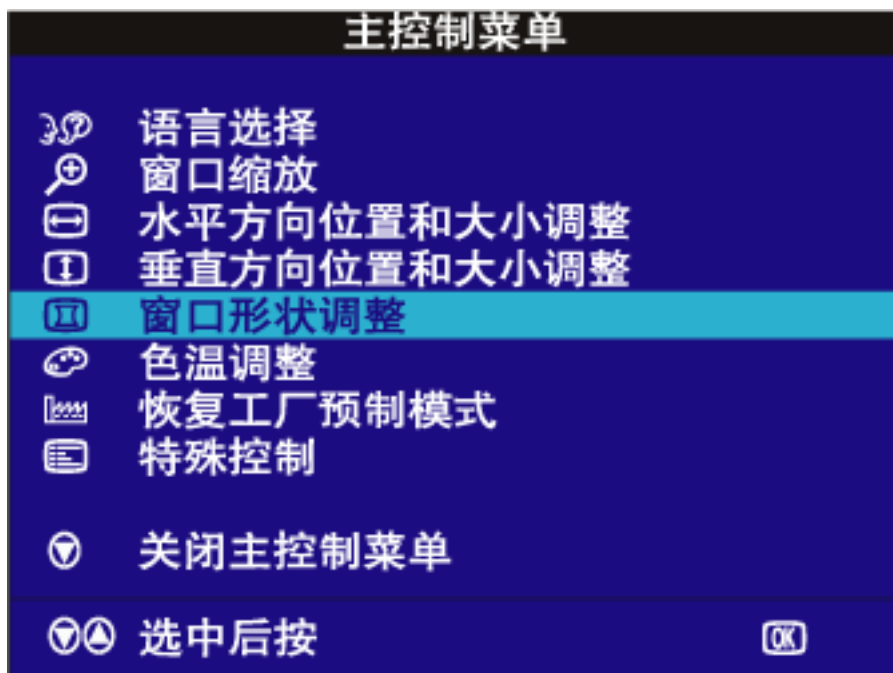 主控制菜单
语言选择
窗口缩放
水平方向位置和大小调整
垂直方向位置和大小调整
窗口形状调整
色温调整
恢复工厂预制模式
特殊控制
关闭主控制菜单
选中后按 OK